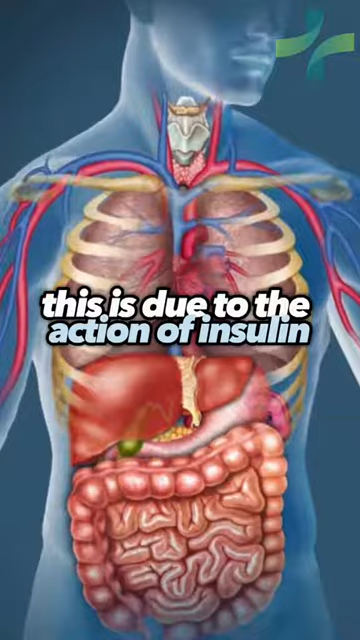 this is due to the
action of insulin